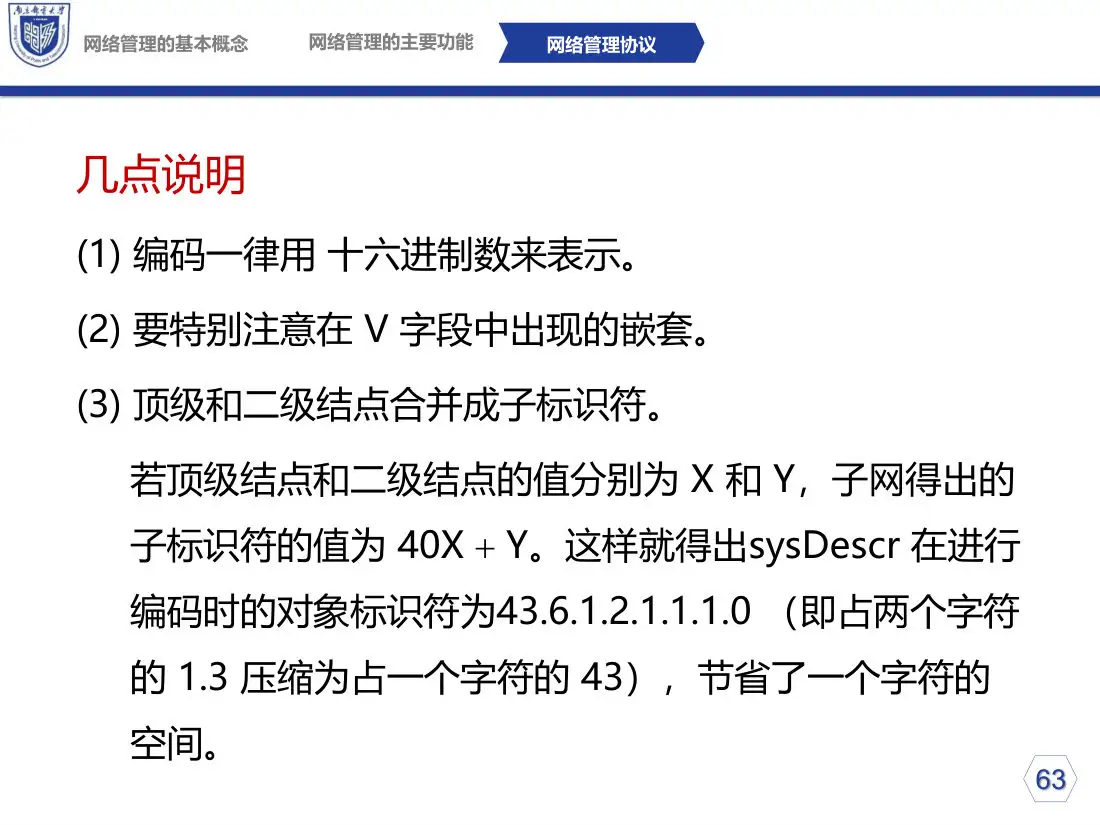 网络管理的基本概念
网络管理的主要功能
网络管理协议
几点说明
(1) 编码一律用 十六进制数来表示。
(2) 要特别注意在 V 字段中出现的嵌套。
(3) 顶级和二级结点合并成子标识符。
若顶级结点和二级结点的值分别为 X 和 Y，子网得出的
子标识符的值为 40X + Y。这样就得出sysDescr 在进行
编码时的对象标识符为43.6.1.2.1.1.1.0 （即占两个字符
的 1.3 压缩为占一个字符的 43），节省了一个字符的
空间。
63